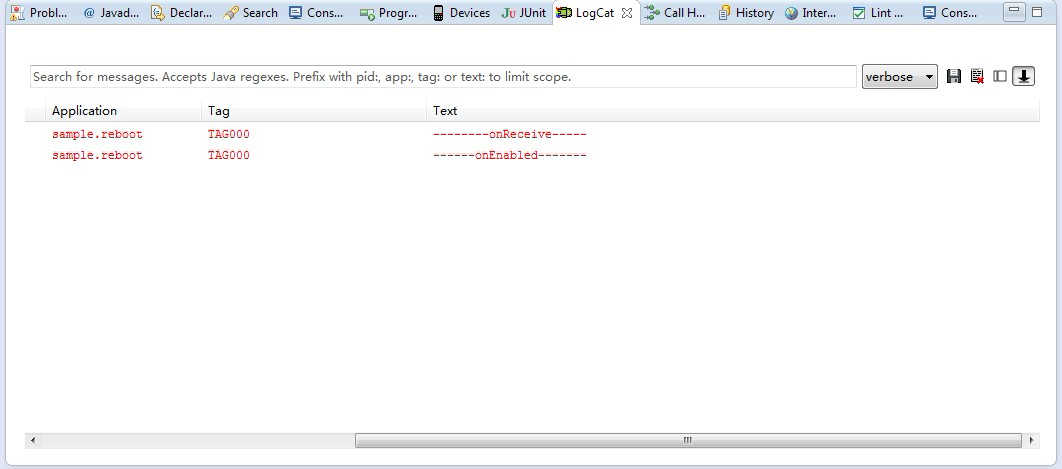 Probl... @ Javad... Declar... Search Cons... Progr... Devices Ju JUnit LogCat Call H... History Inter... Lint ... Cons...
Search for messages. Accepts Java regexes. Prefix with pid:, app:, tag: or text: to limit scope. verbose
Application Tag Text
sample.reboot TAG000 --------onReceive-----
sample.reboot TAG000 ------onEnabled-------